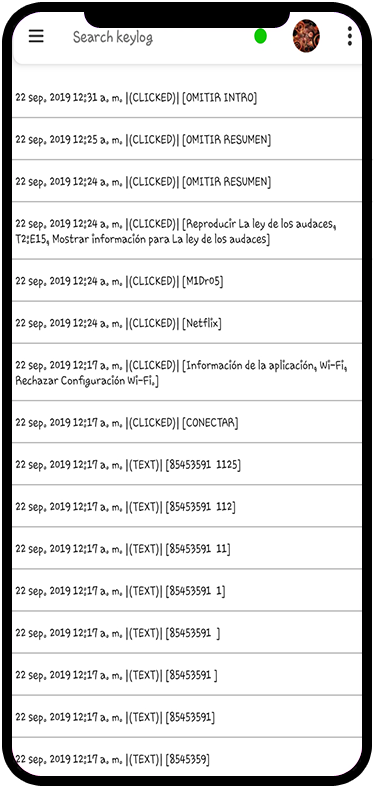 Search keylog
22 sep. 2019 12:31 a. m. |(CLICKED)| [OMITIR INTRO]
22 sep. 2019 12:25 a. m. |(CLICKED)| [OMITIR RESUMEN]
22 sep. 2019 12:24 a. m. |(CLICKED)| [OMITIR RESUMEN]
22 sep. 2019 12:24 a. m. |(CLICKED)| [Reproducir La ley de los audaces,
T2:E15, Mostrar información para La ley de los audaces]
22 sep. 2019 12:24 a. m. |(CLICKED)| [M1Dr05]
22 sep. 2019 12:24 a. m. |(CLICKED)| [Netflix]
22 sep. 2019 12:17 a. m. |(CLICKED)| [Información de la aplicación, Wi-Fi,
Rechazar Configuración Wi-Fi.]
22 sep. 2019 12:17 a. m. |(CLICKED)| [CONECTAR]
22 sep. 2019 12:17 a. m. |(TEXT)| [85453591 1125]
22 sep. 2019 12:17 a. m. |(TEXT)| [85453591 112]
22 sep. 2019 12:17 a. m. |(TEXT)| [85453591 11]
22 sep. 2019 12:17 a. m. |(TEXT)| [85453591 1]
22 sep. 2019 12:17 a. m. |(TEXT)| [85453591  ]
22 sep. 2019 12:17 a. m. |(TEXT)| [85453591 ]
22 sep. 2019 12:17 a. m. |(TEXT)| [85453591]
22 sep. 2019 12:17 a. m. |(TEXT)| [8545359]